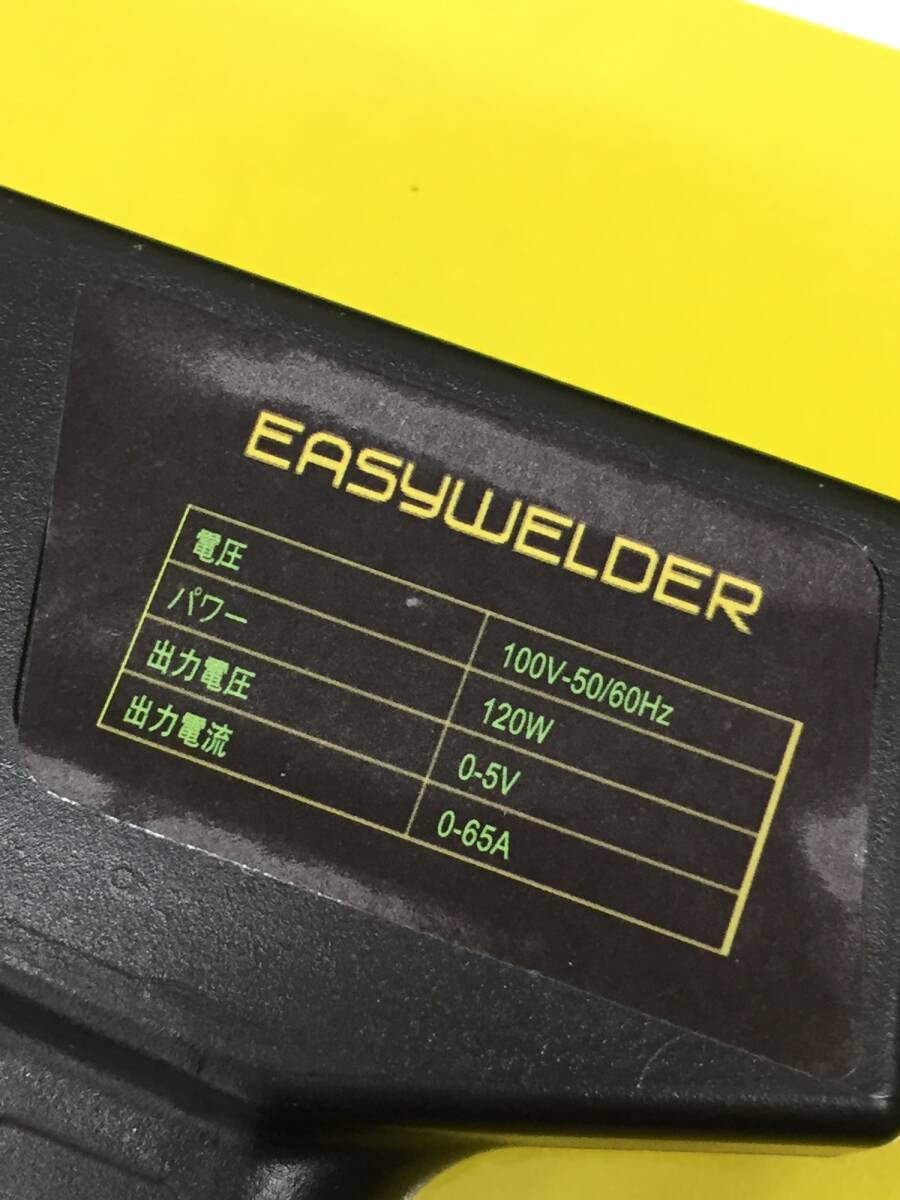 EASYWELDER
電圧 100V-50/60Hz
パワー 120W
出力電圧 0-5V
出力電流 0-65A